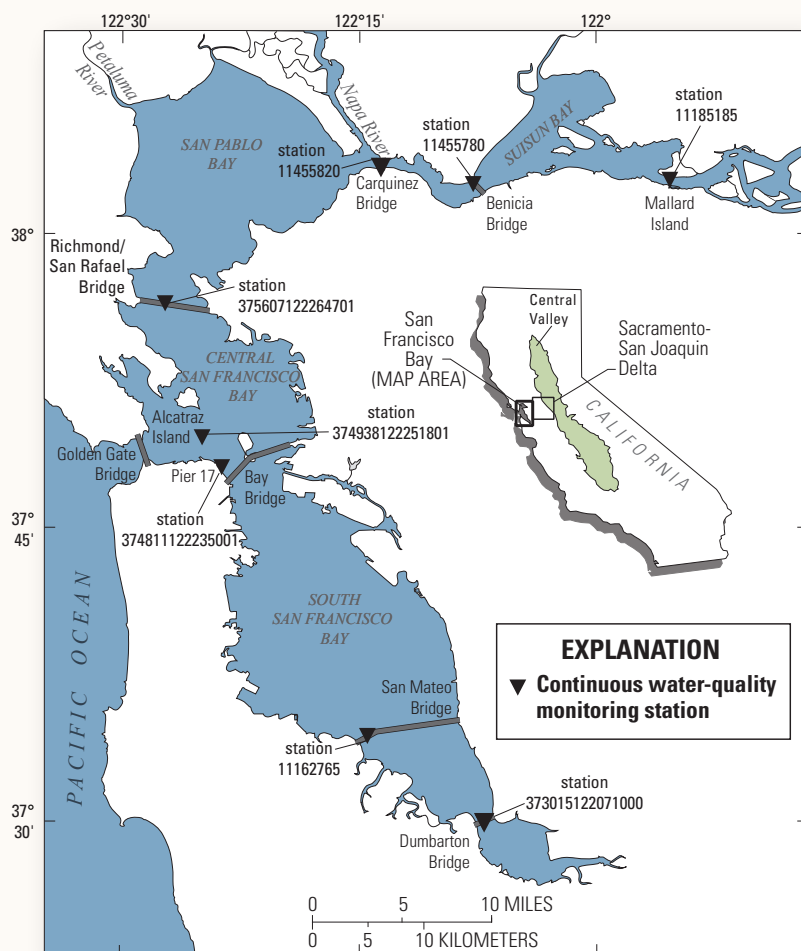 122°30'
122°15'
122°
Petaluma
River
Napa River
SAN PABLO
BAY
station
11455820
Carquinez
Bridge
station
11455780
SUISUN BAY
Benicia
Bridge
station
11185185
Mallard
Island
38°
Richmond/
San Rafael
Bridge
station
375607122264701
CENTRAL
SAN FRANCISCO
BAY
Alcatraz
Island
station
374938122251801
Golden Gate
Bridge
Pier 17
Bay
Bridge
station
374811122235001
37°
45'
San
Francisco
Bay
(MAP AREA)
Central
Valley
Sacramento-
San Joaquin
Delta
CALIFORNIA
PACIFIC OCEAN
SOUTH
SAN FRANCISCO
BAY
San Mateo
Bridge
station
11162765
EXPLANATION
Continuous water-quality
monitoring station
station
373015122071000
Dumbarton
Bridge
37°
30'
0 5 10 MILES
0 5 10 KILOMETERS